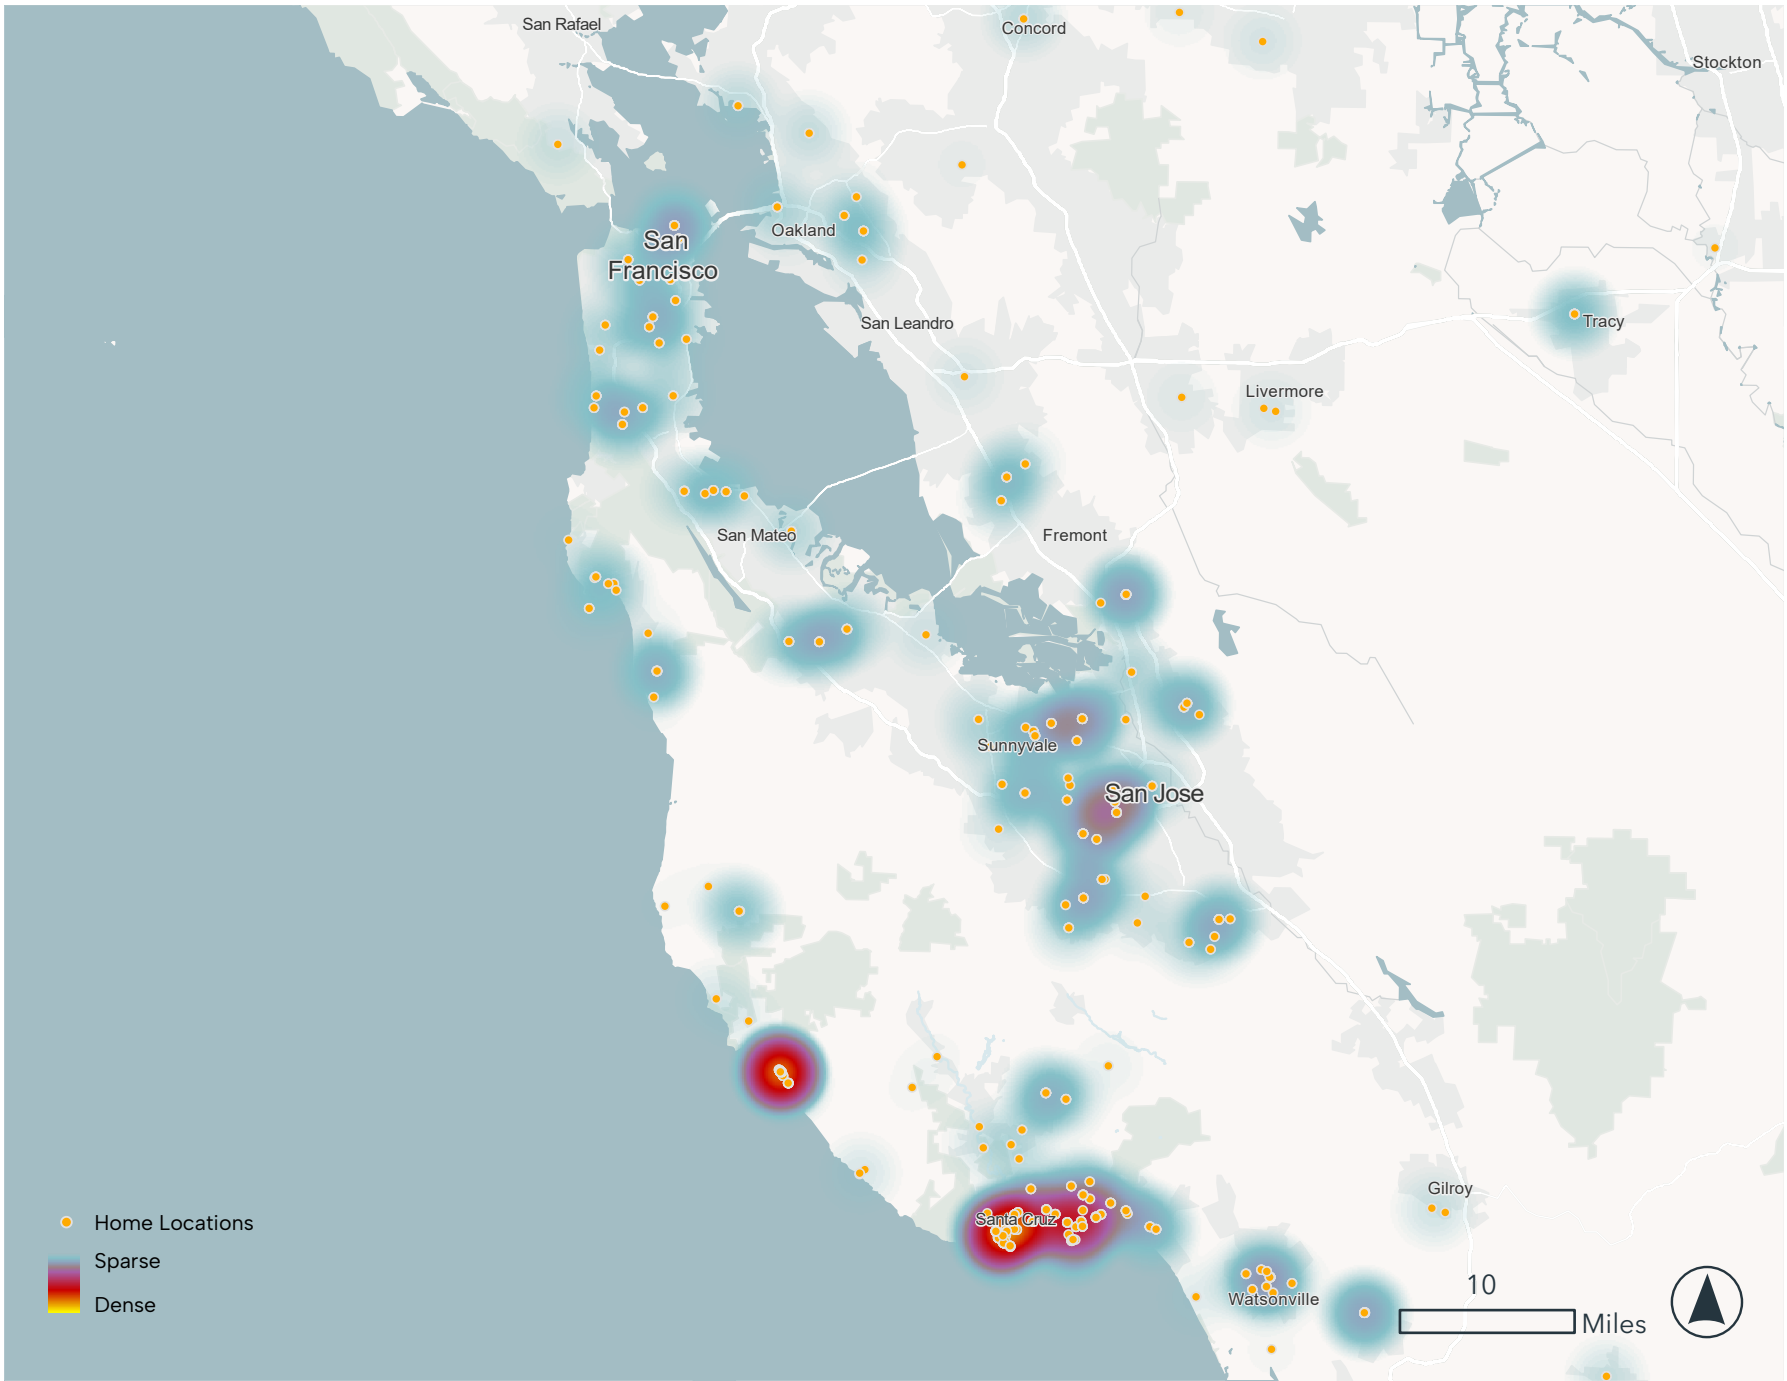 San Rafael
Concord
Stockton
Oakland
San
Francisco
San Leandro
Tracy
Livermore
San Mateo
Fremont
Sunnyvale
San Jose
Gilroy
Santa Cruz
Watsonville
Home Locations
Sparse
Dense
10
Miles